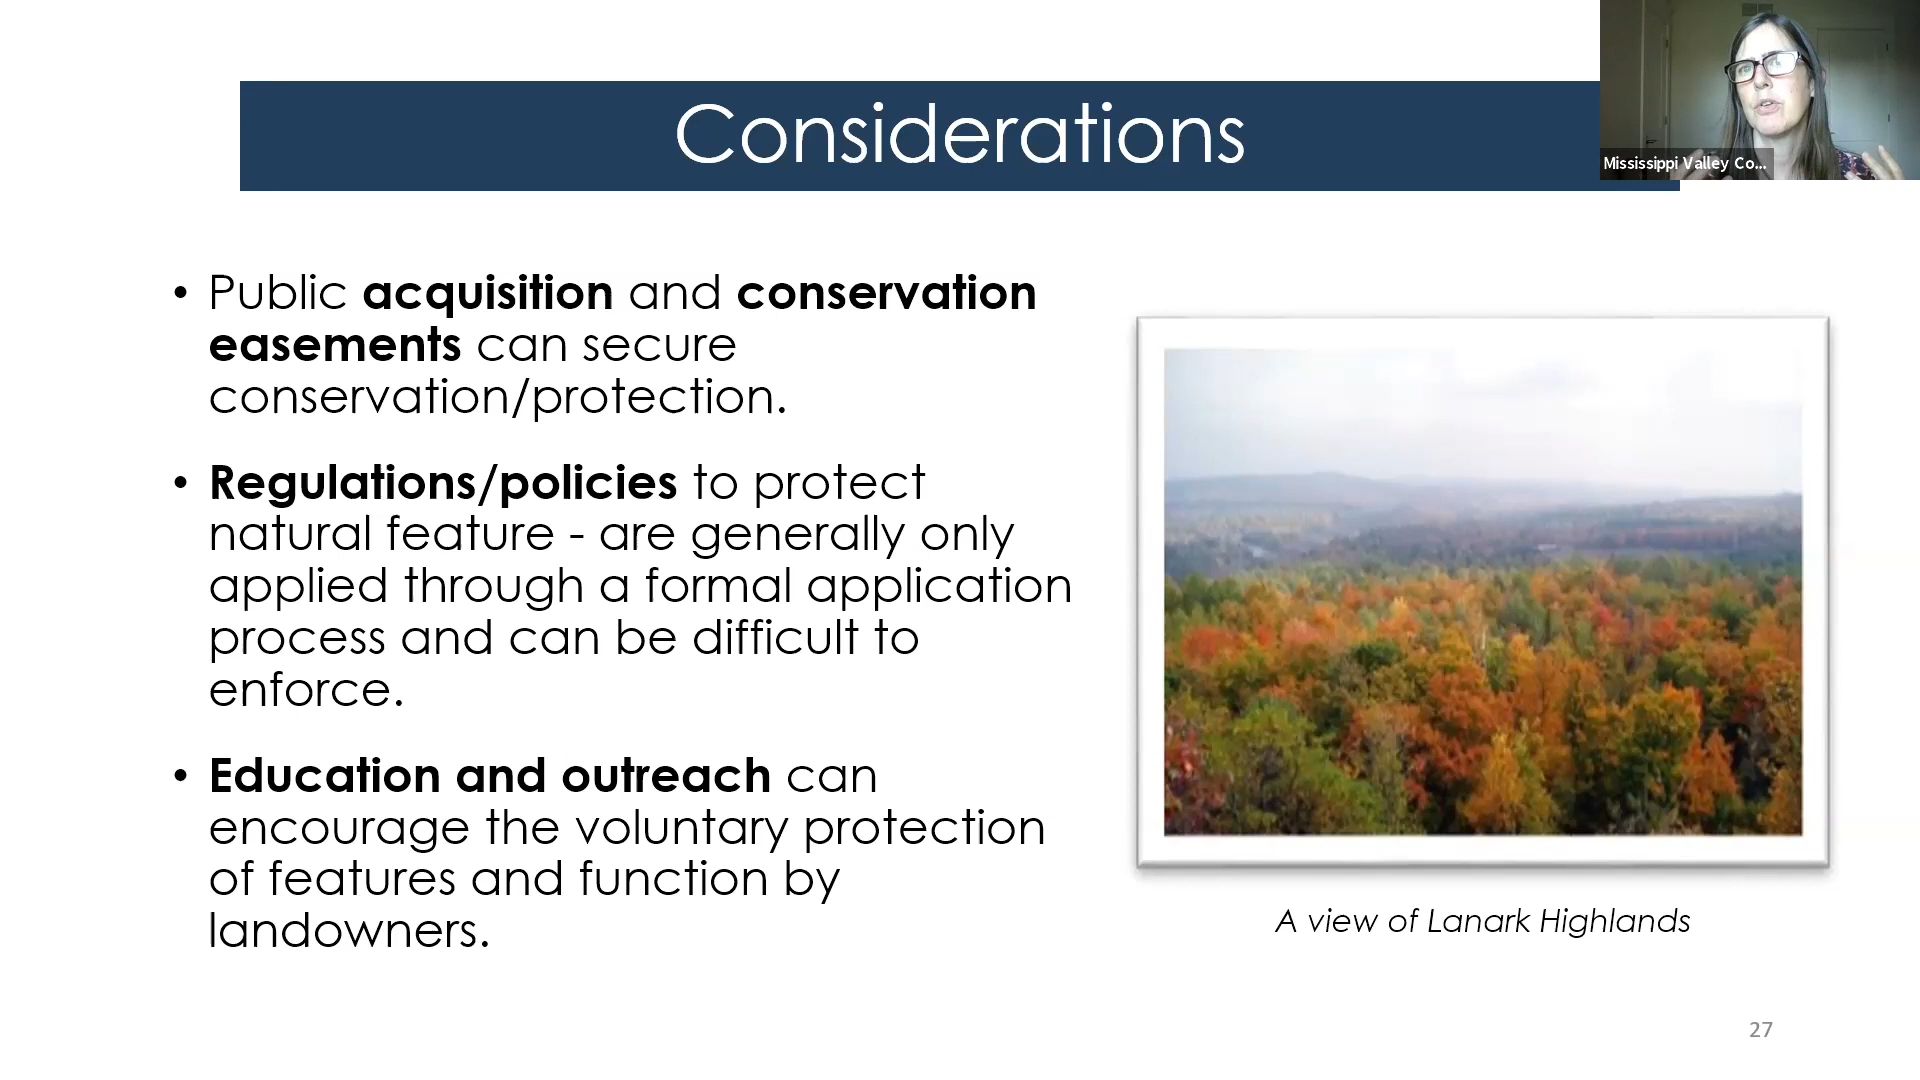 Considerations
Mississippi Valley Co...
• Public acquisition and conservation
easements can secure
conservation/protection.
• Regulations/policies to protect
natural feature - are generally only
applied through a formal application
process and can be difficult to
enforce.
• Education and outreach can
encourage the voluntary protection
of features and function by
landowners.
A view of Lanark Highlands
27